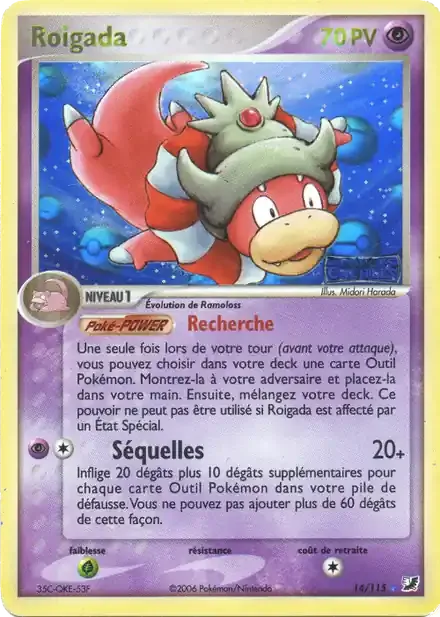 Roigada 70 PV
Illus. Midori Harada
NIVEAU 1
Évolution de Ramoloss
Poké-POWER Recherche
Une seule fois lors de votre tour (avant votre attaque),
vous pouvez choisir dans votre deck une carte Outil
Pokémon. Montrez-la à votre adversaire et placez-la
dans votre main. Ensuite, mélangez votre deck. Ce
pouvoir ne peut pas être utilisé si Roigada est affecté par
un État Spécial.
Séquelles 20+
Inflige 20 dégâts plus 10 dégâts supplémentaires pour
chaque carte Outil Pokémon dans votre pile de
défausse. Vous ne pouvez pas ajouter plus de 60 dégâts
de cette façon.
faiblesse résistance coût de retraite
35C-QKE-53F ©2006 Pokémon/Nintendo 14/115